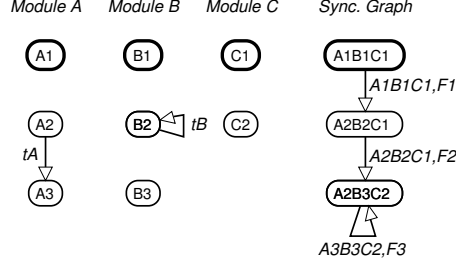 Module A Module B Module C Sync. Graph
A1 B1 C1 A1B1C1
A1B1C1,F1
A2 B2 tB C2 A2B2C1
tA A2B2C1,F2
A3 B3 A2B3C2
A3B3C2,F3